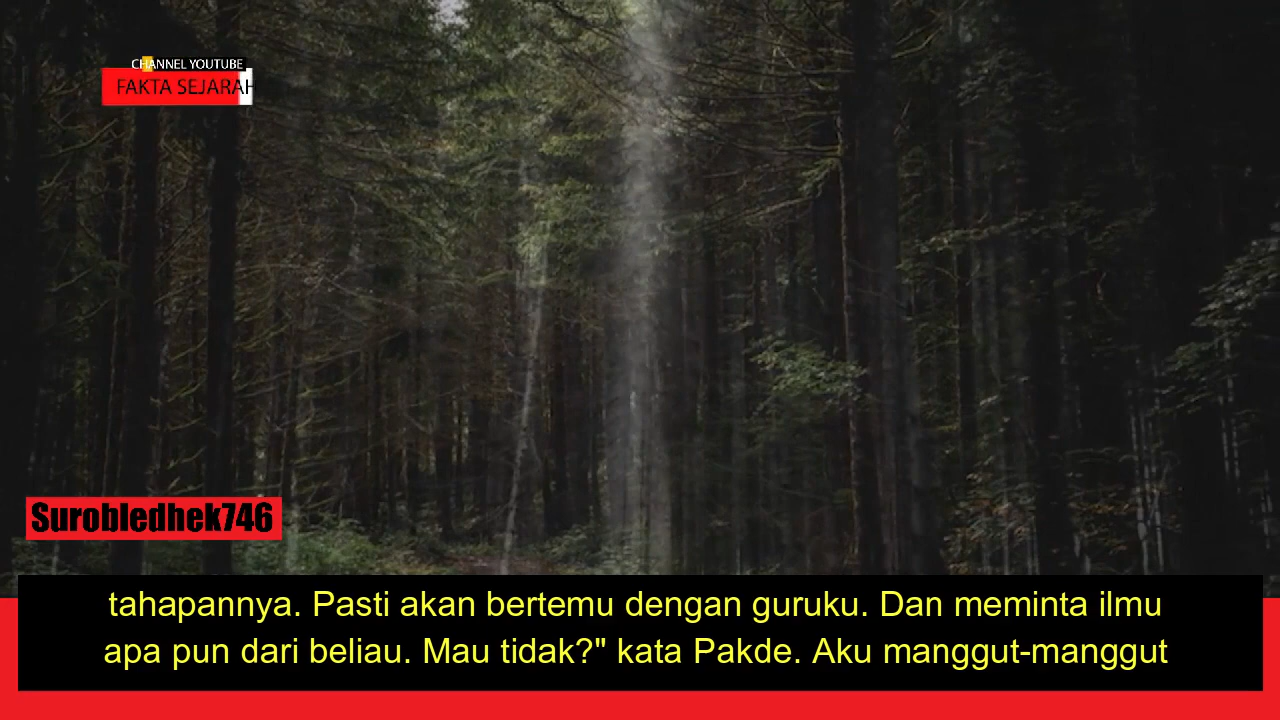 CHANNEL YOUTUBE
FAKTA SEJARAH
Surobledhek746
tahapannya. Pasti akan bertemu dengan guruku. Dan meminta ilmu
apa pun dari beliau. Mau tidak?" kata Pakde. Aku manggut-manggut